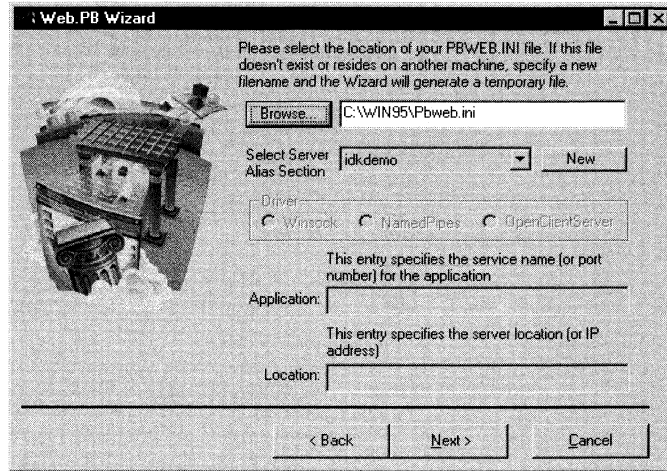 Web.PB Wizard
Please select the location of your PBWEB.INI file. If this file
doesn't exist or resides on another machine, specify a new
filename and the Wizard will generate a temporary file.
Browse... C:\WIN95\Pbweb.ini
Select Server
Alias Section
idkdemo New
Driver
Winsock NamedPipes OpenClientServer
This entry specifies the service name (or port
number) for the application
Application:
This entry specifies the server location (or IP
address)
Location:
< Back Next > Cancel